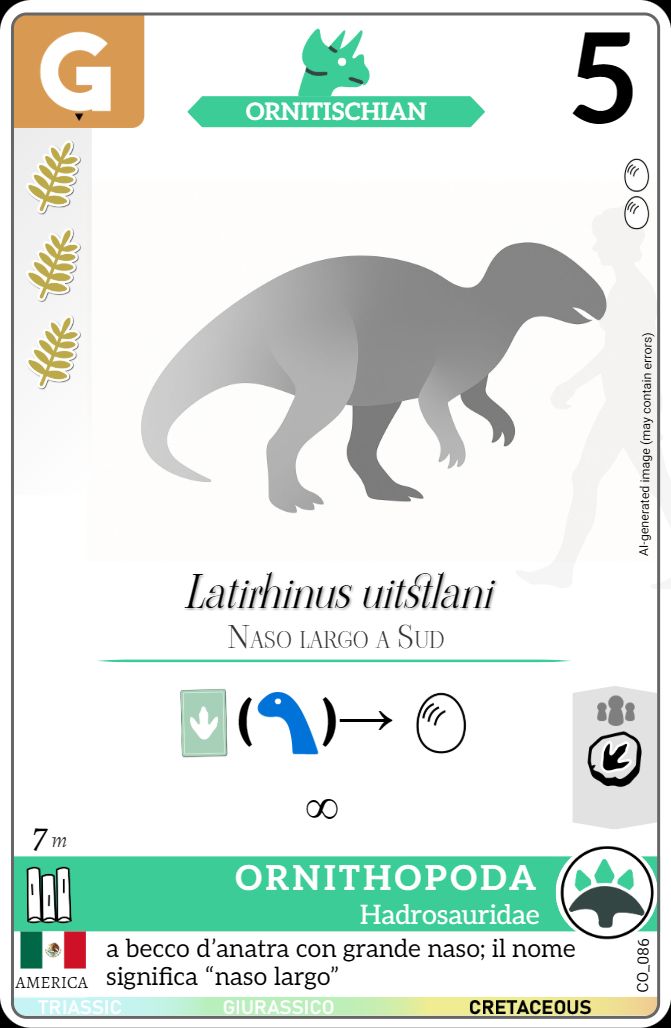 G
ORNITISCHIAN
5
AI-generated image (may contain errors)
Latirhinus uitstlani
Naso largo a Sud
( ) →
∞
7 m
ORNITHOPODA
Hadrosauridae
AMERICA
a becco d’anatra con grande naso; il nome
significa “naso largo”
CO_086
TRIASSIC GIURASSICO CRETACEOUS